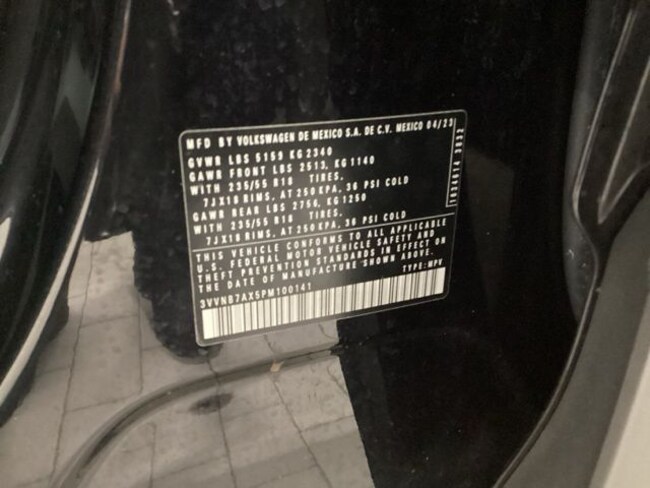 MFD BY VOLKSWAGEN DE MEXICO S.A. DE C.V. MEXICO 04/23
GVWR LBS 5159 KG 2340
GAWR FRONT LBS 2513, KG 1140
WITH 235/55 R18 TIRES,
7JX18 RIMS, AT 250 KPA, 36 PSI COLD
GAWR REAR LBS 2756, KG 1250
WITH 235/55 R18 TIRES,
7JX18 RIMS, AT 250 KPA, 36 PSI COLD
THIS VEHICLE CONFORMS TO ALL APPLICABLE
U.S. FEDERAL MOTOR VEHICLE SAFETY AND
THEFT PREVENTION STANDARDS IN EFFECT ON
THE DATE OF MANUFACTURE SHOWN ABOVE.
3VVNB7AX5PM100141 TYPE: MPV